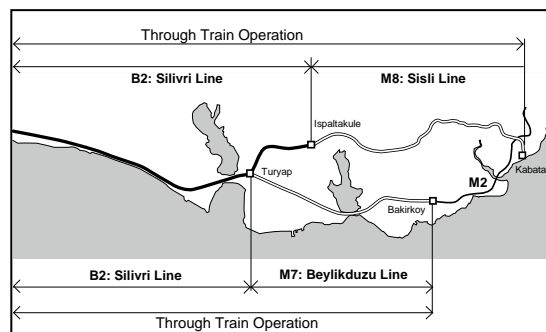 Through Train Operation
B2: Silivri Line M8: Sisli Line
Ispaltakule
Turyap
M2
Kabata
Bakirkoy
B2: Silivri Line M7: Beylikduzu Line
Through Train Operation